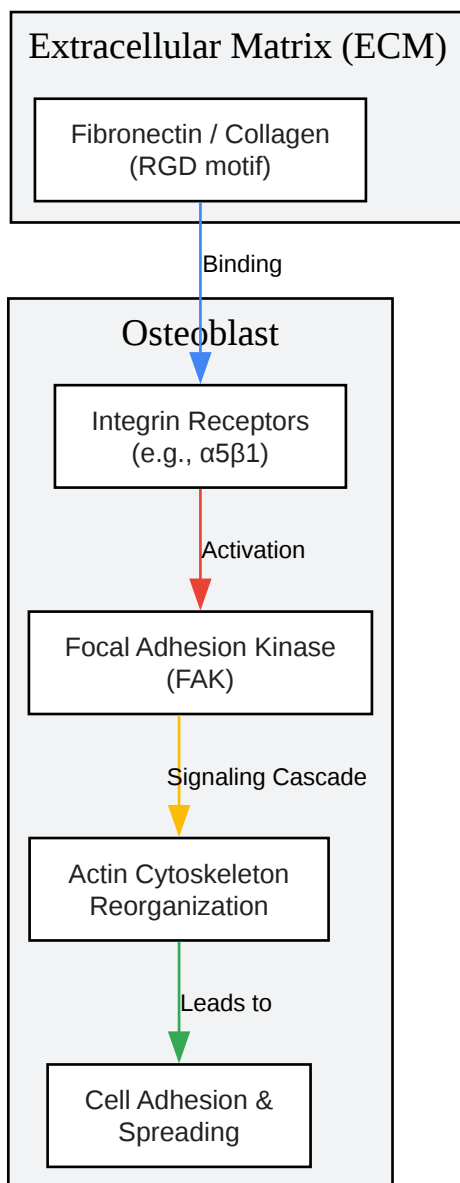 Extracellular Matrix (ECM)
Fibronectin / Collagen
(RGD motif)
Binding
Osteoblast
Integrin Receptors
(e.g., α5β1)
Activation
Focal Adhesion Kinase
(FAK)
Signaling Cascade
Actin Cytoskeleton
Reorganization
Leads to
Cell Adhesion &
Spreading